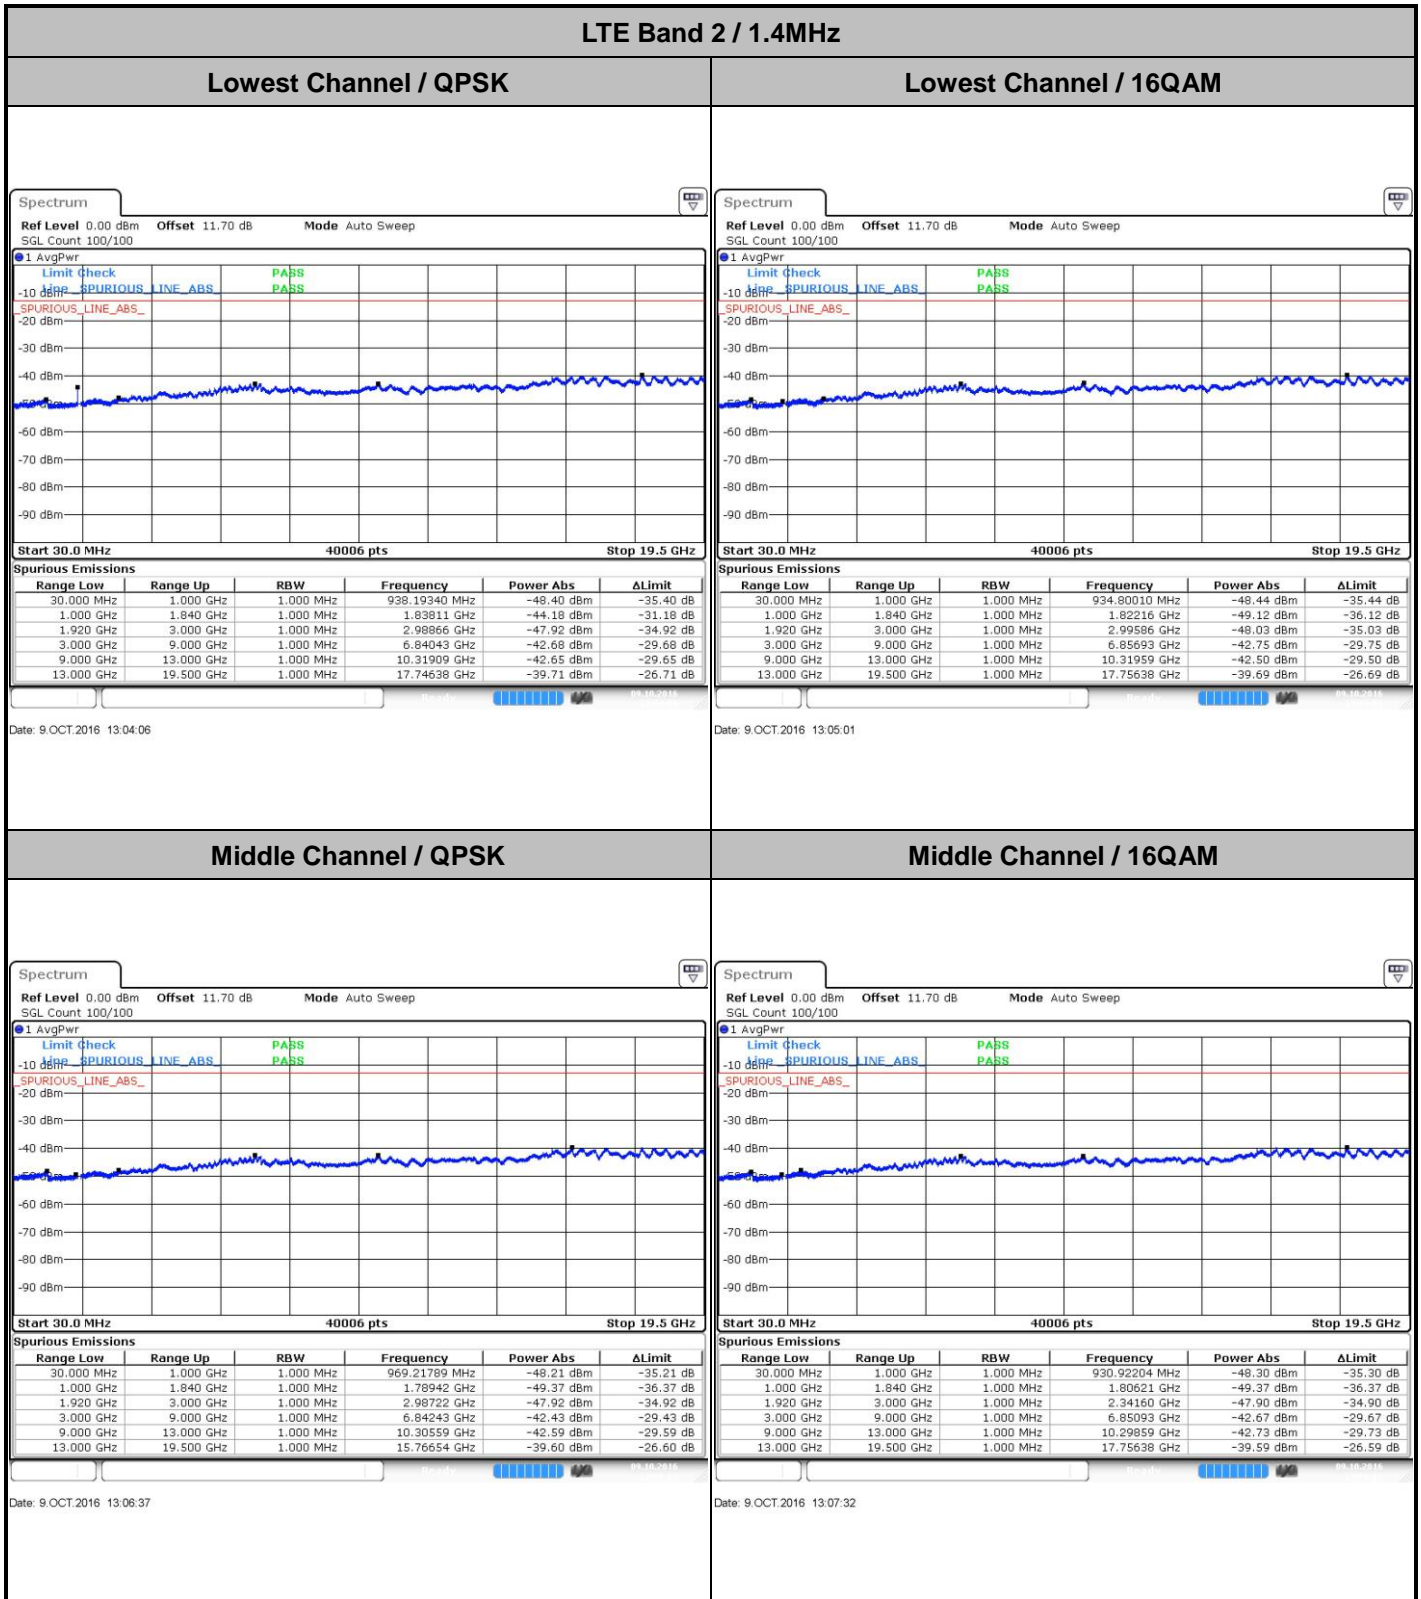 LTE Band 2 / 1.4MHz
Lowest Channel / QPSK
Lowest Channel / 16QAM
Spectrum
Ref Level 0.00 dBm Offset 11.70 dB Mode Auto Sweep
SGL Count 100/100
1 AvgPwr
Limit Check PASS
Line _SPURIOUS_LINE_ABS_ PASS
-10 dBm
_SPURIOUS_LINE_ABS_
-20 dBm
-30 dBm
-40 dBm
-50 dBm
-60 dBm
-70 dBm
-80 dBm
-90 dBm
Start 30.0 MHz 40006 pts Stop 19.5 GHz
Spurious Emissions
Range Low Range Up RBW Frequency Power Abs ΔLimit
30.000 MHz 1.000 GHz 1.000 MHz 938.19340 MHz -48.40 dBm -35.40 dB
1.000 GHz 1.840 GHz 1.000 MHz 1.83811 GHz -44.18 dBm -31.18 dB
1.920 GHz 3.000 GHz 1.000 MHz 2.98866 GHz -47.92 dBm -34.92 dB
3.000 GHz 9.000 GHz 1.000 MHz 6.84043 GHz -42.68 dBm -29.68 dB
9.000 GHz 13.000 GHz 1.000 MHz 10.31909 GHz -42.65 dBm -29.65 dB
13.000 GHz 19.500 GHz 1.000 MHz 17.74638 GHz -39.71 dBm -26.71 dB
09.10.2016
Date: 9.OCT.2016 13:04:06
Spectrum
Ref Level 0.00 dBm Offset 11.70 dB Mode Auto Sweep
SGL Count 100/100
1 AvgPwr
Limit Check PASS
Line _SPURIOUS_LINE_ABS_ PASS
-10 dBm
_SPURIOUS_LINE_ABS_
-20 dBm
-30 dBm
-40 dBm
-50 dBm
-60 dBm
-70 dBm
-80 dBm
-90 dBm
Start 30.0 MHz 40006 pts Stop 19.5 GHz
Spurious Emissions
Range Low Range Up RBW Frequency Power Abs ΔLimit
30.000 MHz 1.000 GHz 1.000 MHz 934.80010 MHz -48.44 dBm -35.44 dB
1.000 GHz 1.840 GHz 1.000 MHz 1.82216 GHz -49.12 dBm -36.12 dB
1.920 GHz 3.000 GHz 1.000 MHz 2.99586 GHz -48.03 dBm -35.03 dB
3.000 GHz 9.000 GHz 1.000 MHz 6.85693 GHz -42.75 dBm -29.75 dB
9.000 GHz 13.000 GHz 1.000 MHz 10.31959 GHz -42.50 dBm -29.50 dB
13.000 GHz 19.500 GHz 1.000 MHz 17.75638 GHz -39.69 dBm -26.69 dB
09.10.2016
Date: 9.OCT.2016 13:05:01
Middle Channel / QPSK
Middle Channel / 16QAM
Spectrum
Ref Level 0.00 dBm Offset 11.70 dB Mode Auto Sweep
SGL Count 100/100
1 AvgPwr
Limit Check PASS
Line _SPURIOUS_LINE_ABS_ PASS
-10 dBm
_SPURIOUS_LINE_ABS_
-20 dBm
-30 dBm
-40 dBm
-50 dBm
-60 dBm
-70 dBm
-80 dBm
-90 dBm
Start 30.0 MHz 40006 pts Stop 19.5 GHz
Spurious Emissions
Range Low Range Up RBW Frequency Power Abs ΔLimit
30.000 MHz 1.000 GHz 1.000 MHz 969.21789 MHz -48.21 dBm -35.21 dB
1.000 GHz 1.840 GHz 1.000 MHz 1.78942 GHz -49.37 dBm -36.37 dB
1.920 GHz 3.000 GHz 1.000 MHz 2.98722 GHz -47.92 dBm -34.92 dB
3.000 GHz 9.000 GHz 1.000 MHz 6.84243 GHz -42.43 dBm -29.43 dB
9.000 GHz 13.000 GHz 1.000 MHz 10.30559 GHz -42.59 dBm -29.59 dB
13.000 GHz 19.500 GHz 1.000 MHz 15.76654 GHz -39.60 dBm -26.60 dB
09.10.2016
Date: 9.OCT.2016 13:06:37
Spectrum
Ref Level 0.00 dBm Offset 11.70 dB Mode Auto Sweep
SGL Count 100/100
1 AvgPwr
Limit Check PASS
Line _SPURIOUS_LINE_ABS_ PASS
-10 dBm
_SPURIOUS_LINE_ABS_
-20 dBm
-30 dBm
-40 dBm
-50 dBm
-60 dBm
-70 dBm
-80 dBm
-90 dBm
Start 30.0 MHz 40006 pts Stop 19.5 GHz
Spurious Emissions
Range Low Range Up RBW Frequency Power Abs ΔLimit
30.000 MHz 1.000 GHz 1.000 MHz 930.92204 MHz -48.30 dBm -35.30 dB
1.000 GHz 1.840 GHz 1.000 MHz 1.80621 GHz -49.37 dBm -36.37 dB
1.920 GHz 3.000 GHz 1.000 MHz 2.34160 GHz -47.90 dBm -34.90 dB
3.000 GHz 9.000 GHz 1.000 MHz 6.85093 GHz -42.67 dBm -29.67 dB
9.000 GHz 13.000 GHz 1.000 MHz 10.29859 GHz -42.73 dBm -29.73 dB
13.000 GHz 19.500 GHz 1.000 MHz 17.75638 GHz -39.59 dBm -26.59 dB
09.10.2016
Date: 9.OCT.2016 13:07:32